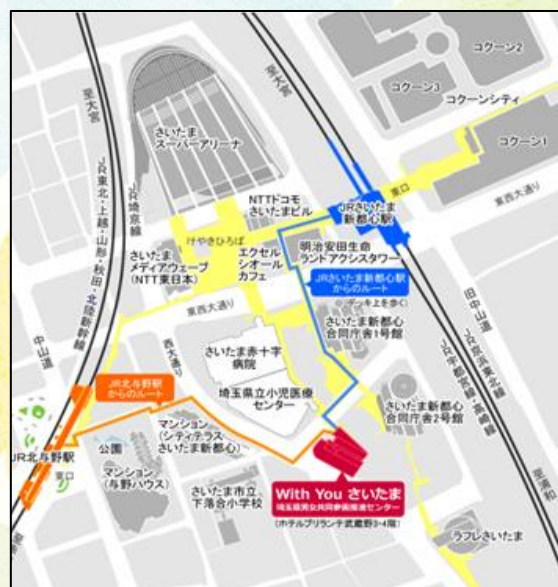 コクーン2
コクーン3
コクーンシティ
コクーン1
至大宮
至大宮
さいたま
スーパーアリーナ
JR東北・上越・山形・秋田・北陸新幹線
JR埼京線
NTTドコモ
さいたまビル
JRさいたま
新都心駅
東口
東西大通り
けやきひろば
明治安田生命
ランドアクシスタワー
さいたま
メディアウェーブ
(NTT東日本)
エクセル
シオール
カフェ
JRさいたま新都心駅
からのルート
(デッキ上を歩く)
中山道
東西大通り
西大通り
さいたま新都心
合同庁舎1号館
旧中山道
JR京浜東北線
JR宇都宮線・高崎線
さいたま赤十字
病院
埼玉県立小児医療
センター
JR北与野駅
からのルート
さいたま新都心
合同庁舎2号館
至浦和
JR北与野駅
東口
公園
マンション
(シティテラス
さいたま新都心)
マンション
(与野ハウス)
さいたま市立
下落合小学校
With You さいたま
埼玉県男女共同参画推進センター
(ホテルブリランテ武蔵野3・4階)
ラフレさいたま